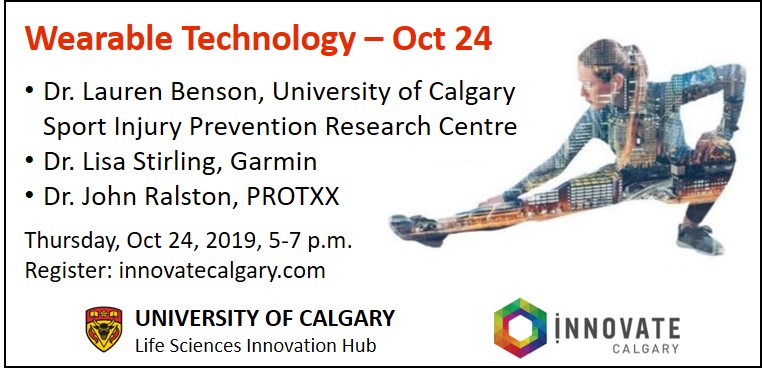 Wearable Technology – Oct 24
• Dr. Lauren Benson, University of Calgary
Sport Injury Prevention Research Centre
• Dr. Lisa Stirling, Garmin
• Dr. John Ralston, PROTXX
Thursday, Oct 24, 2019, 5-7 p.m.
Register: innovatecalgary.com
UNIVERSITY OF CALGARY
Life Sciences Innovation Hub
iNNOVATE
CALGARY